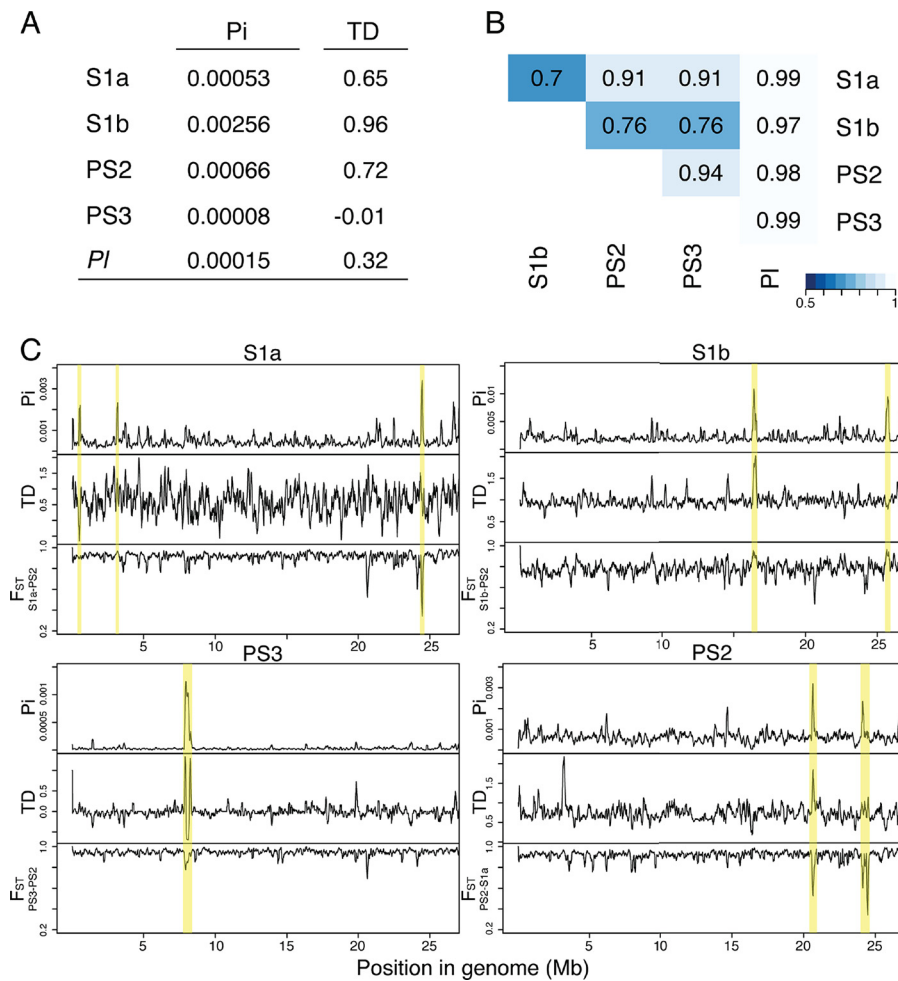 A
Pi TD
S1a 0.00053 0.65
S1b 0.00256 0.96
PS2 0.00066 0.72
PS3 0.00008 -0.01
PI 0.00015 0.32
B
0.7 0.91 0.91 0.99 S1a
0.76 0.76 0.97 S1b
0.94 0.98 PS2
0.99 PS3
S1b PS2 PS3 PI
0.5 1
C
S1a
Pi
0.003
0.001
TD
1.5
0.5
FST
S1a-PS2
1.0
0.2
5 10 15 20 25
S1b
Pi
0.01
0.005
TD
1.5
0.5
FST
S1b-PS2
1.0
0.2
5 10 15 20 25
PS3
Pi
0.001
0.0005
TD
1.0
0.0
FST
PS3-PS2
1.0
0.2
5 10 15 20 25
PS2
Pi
0.003
0.0001
TD
1.5
0.5
FST
PS2-S1a
1.0
0.2
5 10 15 20 25
Position in genome (Mb)